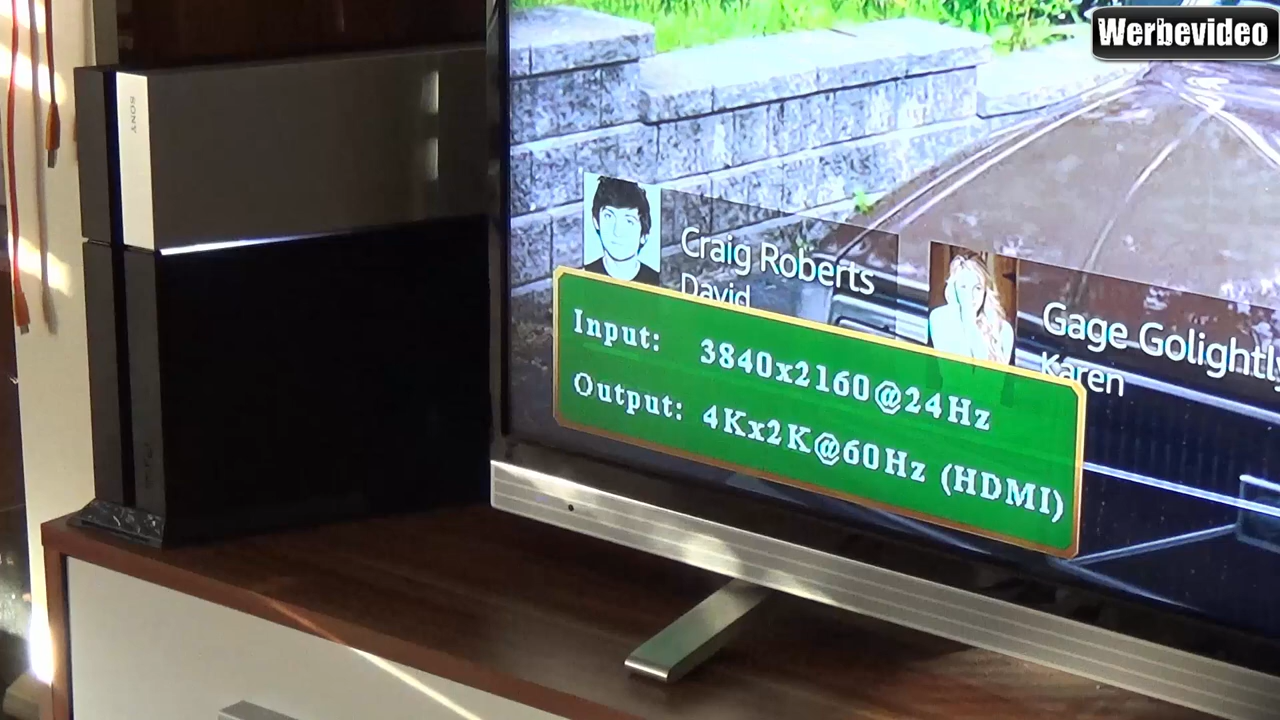 Werbevideo
SONY
Craig Roberts
David
Gage Golightly
Karen
Input: 3840x2160@24Hz
Output: 4Kx2K@60Hz (HDMI)